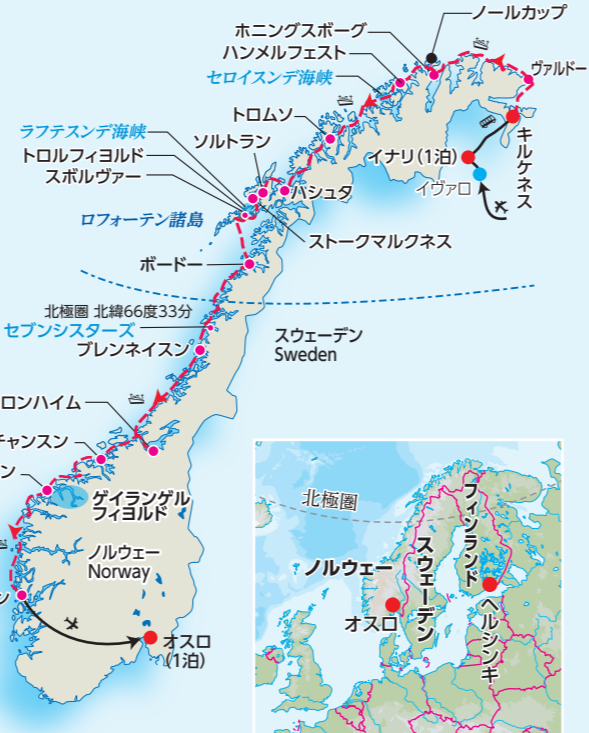 ノールカップ
ホニングスボーグ
ハンメルフェスト
セロイスンデ海峡
ヴァルドー
トロムソ
ラフテスンデ海峡
ソルトラン
トロルフィヨルド
スボルヴァー
イナリ(1泊)
キルケネス
イヴァロ
ハシュタ
ロフォーテン諸島
ストークマルクネス
ボードー
北極圏 北緯66度33分
セブンシスターズ
ブレンネイスン
スウェーデン
Sweden
ロンハイム
チャンスン
ン
ゲイランゲル
フィヨルド
ノルウェー
Norway
ン
オスロ
(1泊)
北極圏
フィンランド
ノルウェー
スウェーデン
オスロ
ヘルシンキ